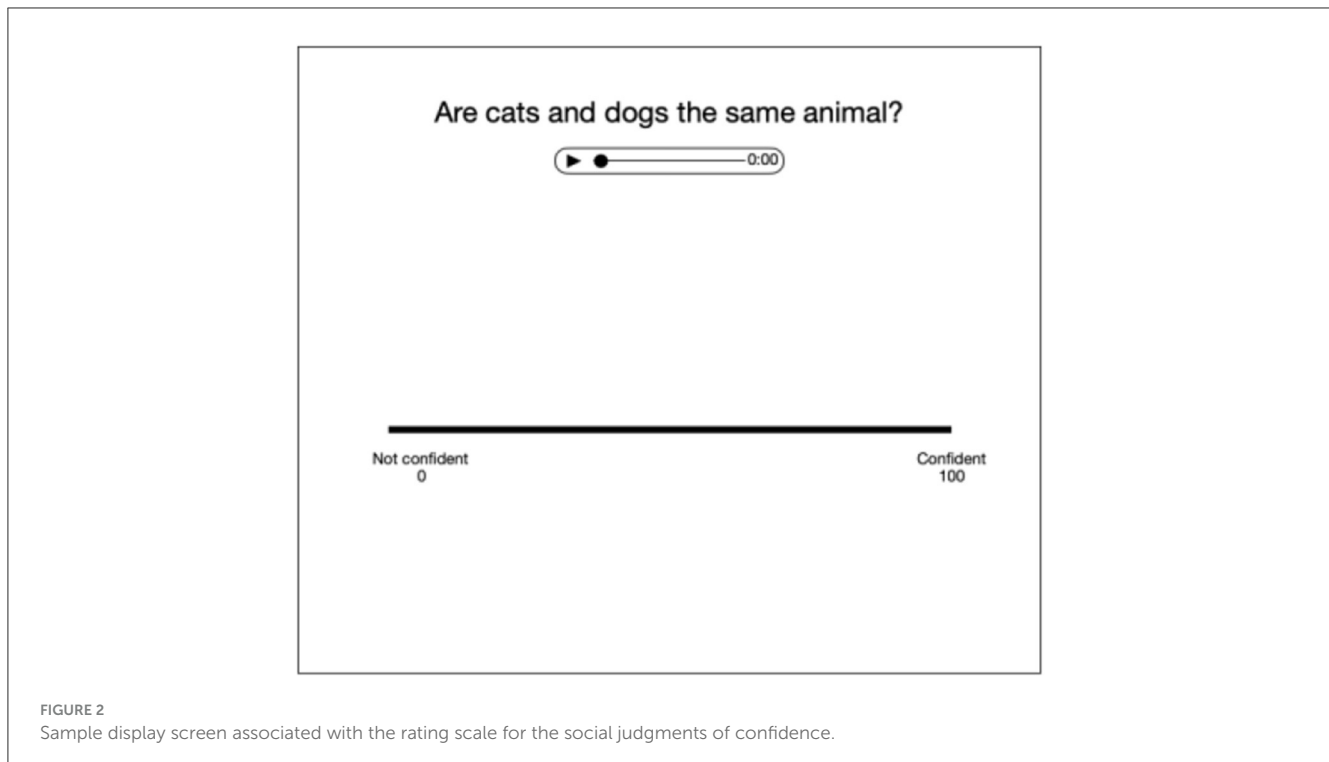 Are cats and dogs the same animal?
0:00
Not confident
0
Confident
100
FIGURE 2
Sample display screen associated with the rating scale for the social judgments of confidence.